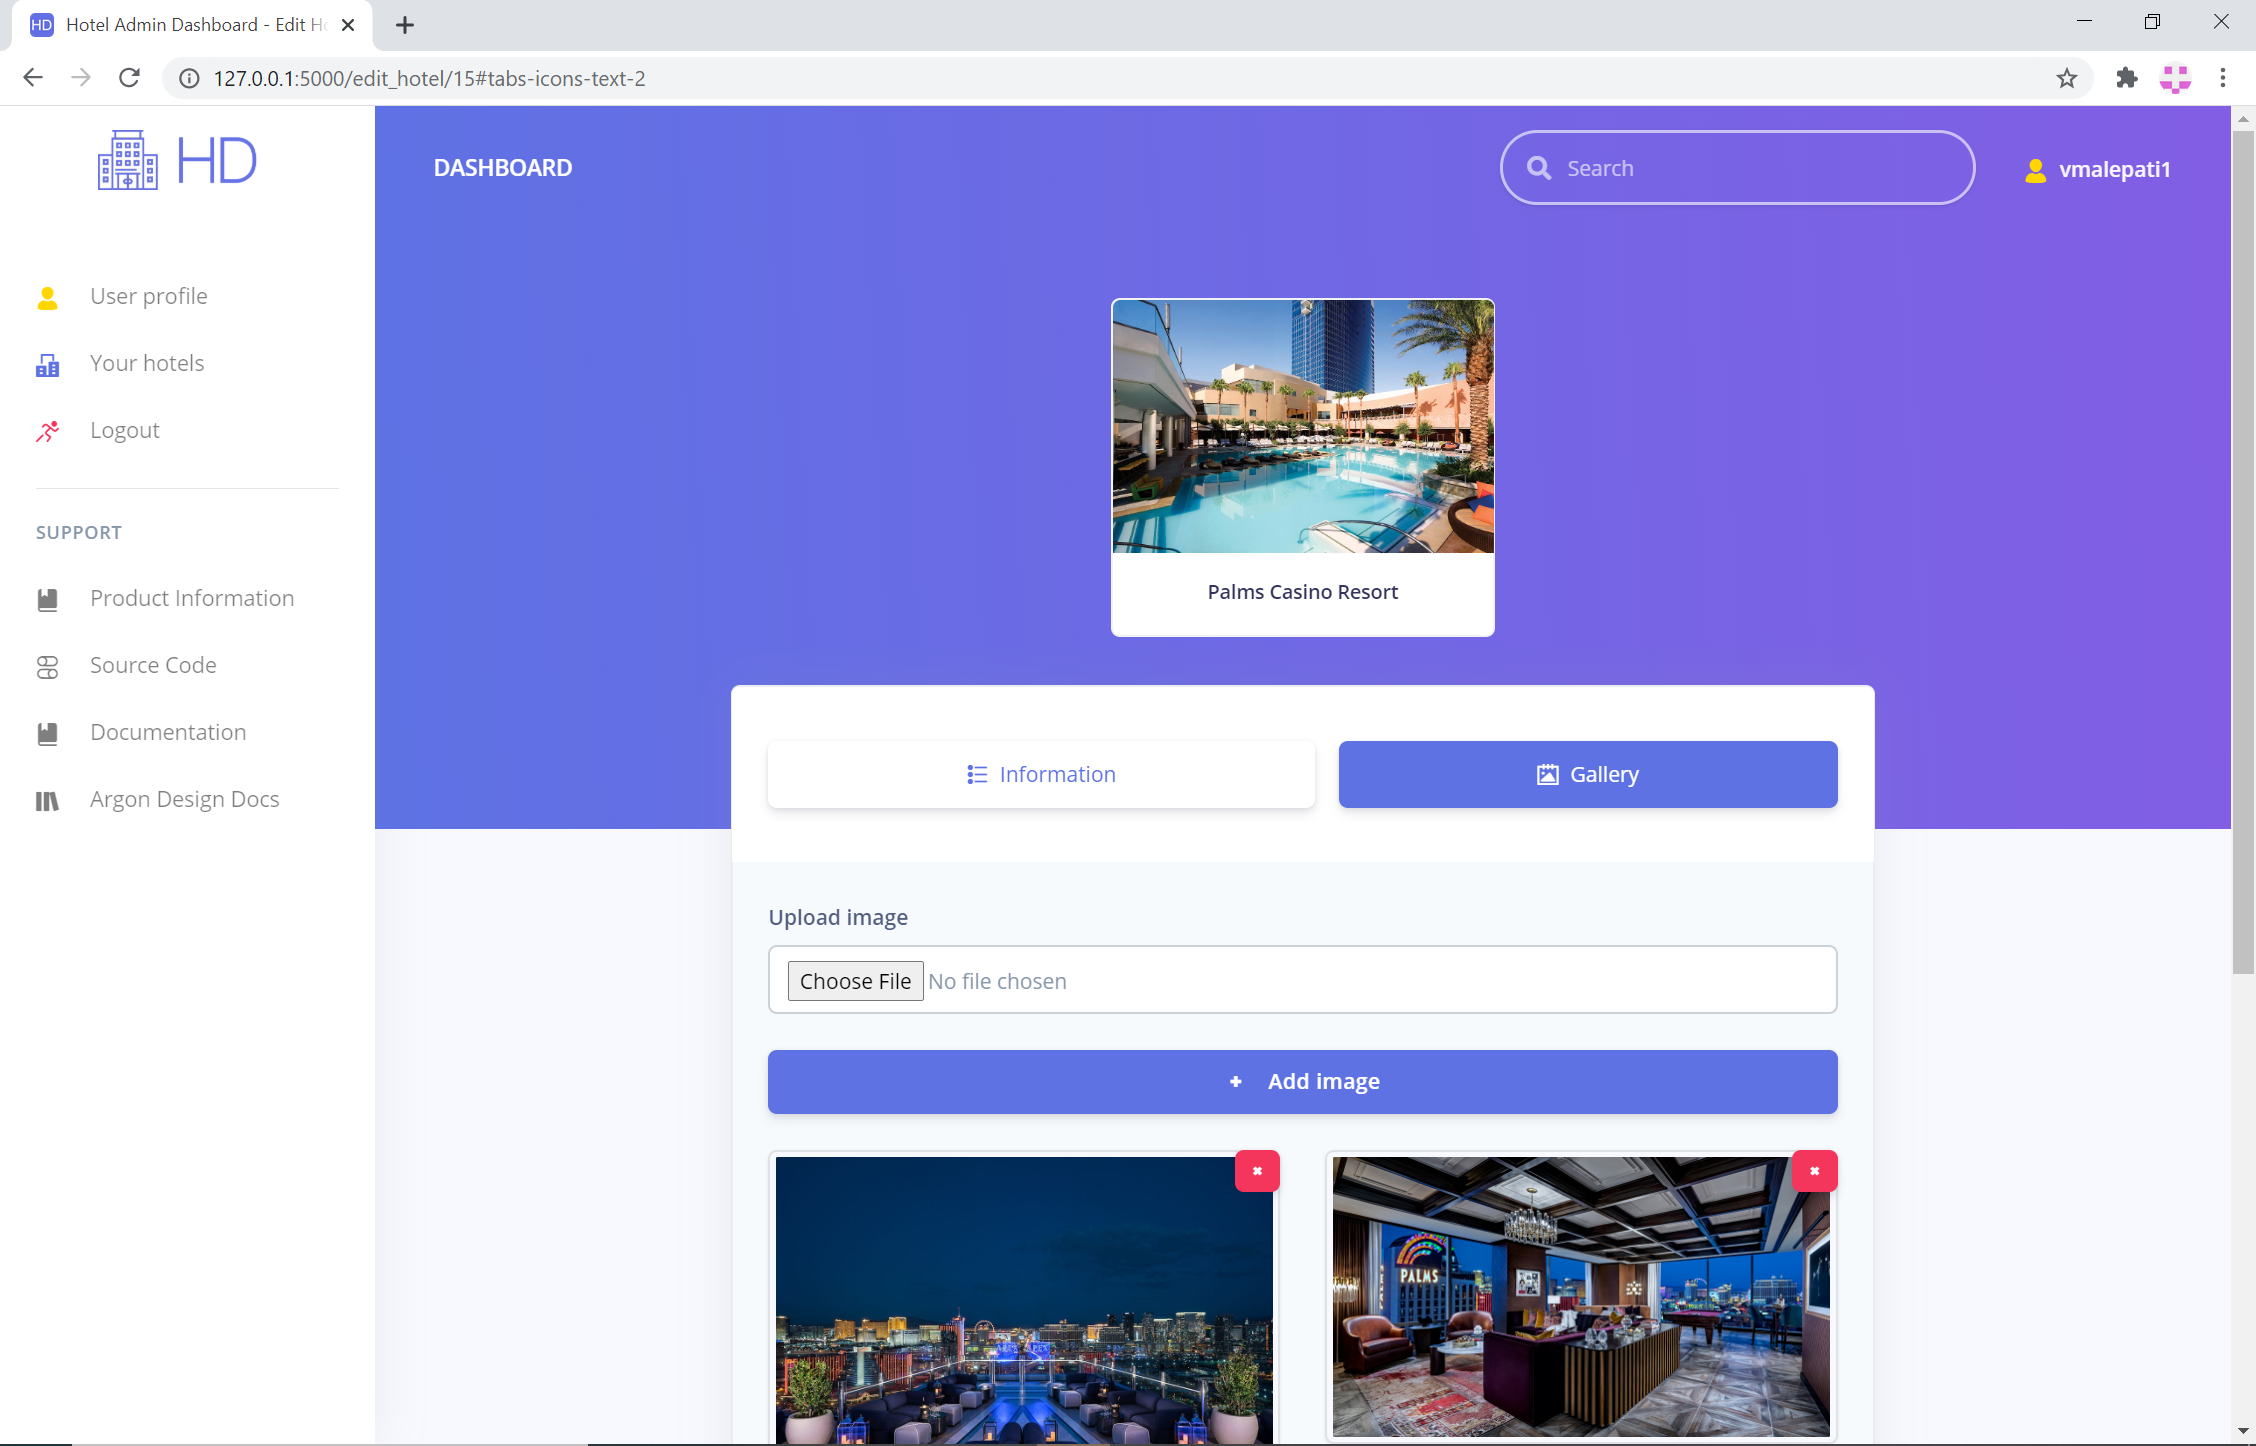 HD Hotel Admin Dashboard - Edit Ho
127.0.0.1:5000/edit_hotel/15#tabs-icons-text-2
HD
DASHBOARD
Search
vmalepati1
User profile
Your hotels
Logout
SUPPORT
Product Information
Source Code
Documentation
Argon Design Docs
Palms Casino Resort
Information
Gallery
Upload image
Choose File No file chosen
+ Add image
PALMS